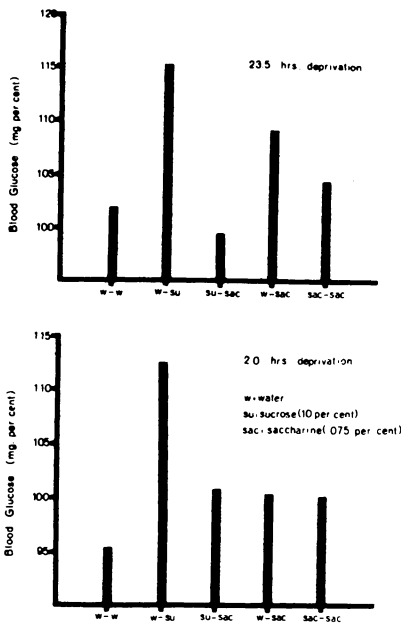 120
115
110
105
100
Blood Glucose (mg per cent)
23.5 hrs. deprivation
w-w w-su su-sac w-sac sac-sac
115
110
105
100
95
Blood Glucose (mg. per cent)
2.0 hrs deprivation
w=water
su=sucrose(10 per cent)
sac=saccharine(.075 per cent)
w-w w-su su-sac w-sac sac-sac